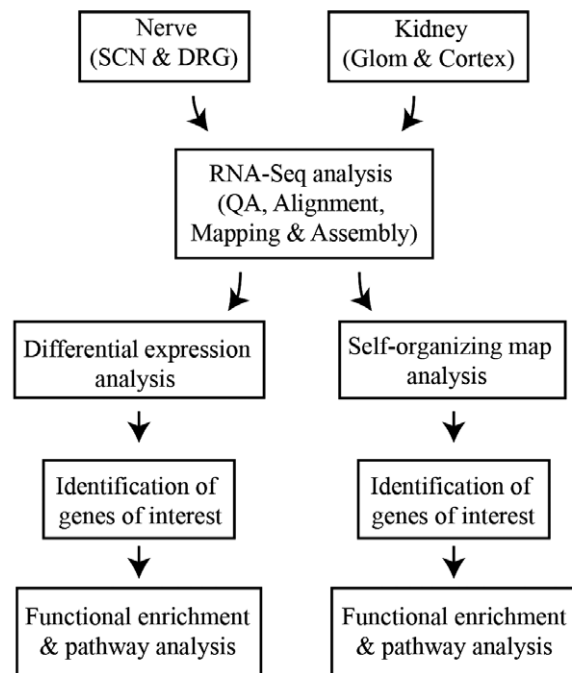 Nerve
(SCN & DRG)
Kidney
(Glom & Cortex)
RNA-Seq analysis
(QA, Alignment,
Mapping & Assembly)
Differential expression
analysis
Self-organizing map
analysis
Identification of
genes of interest
Identification of
genes of interest
Functional enrichment
& pathway analysis
Functional enrichment
& pathway analysis